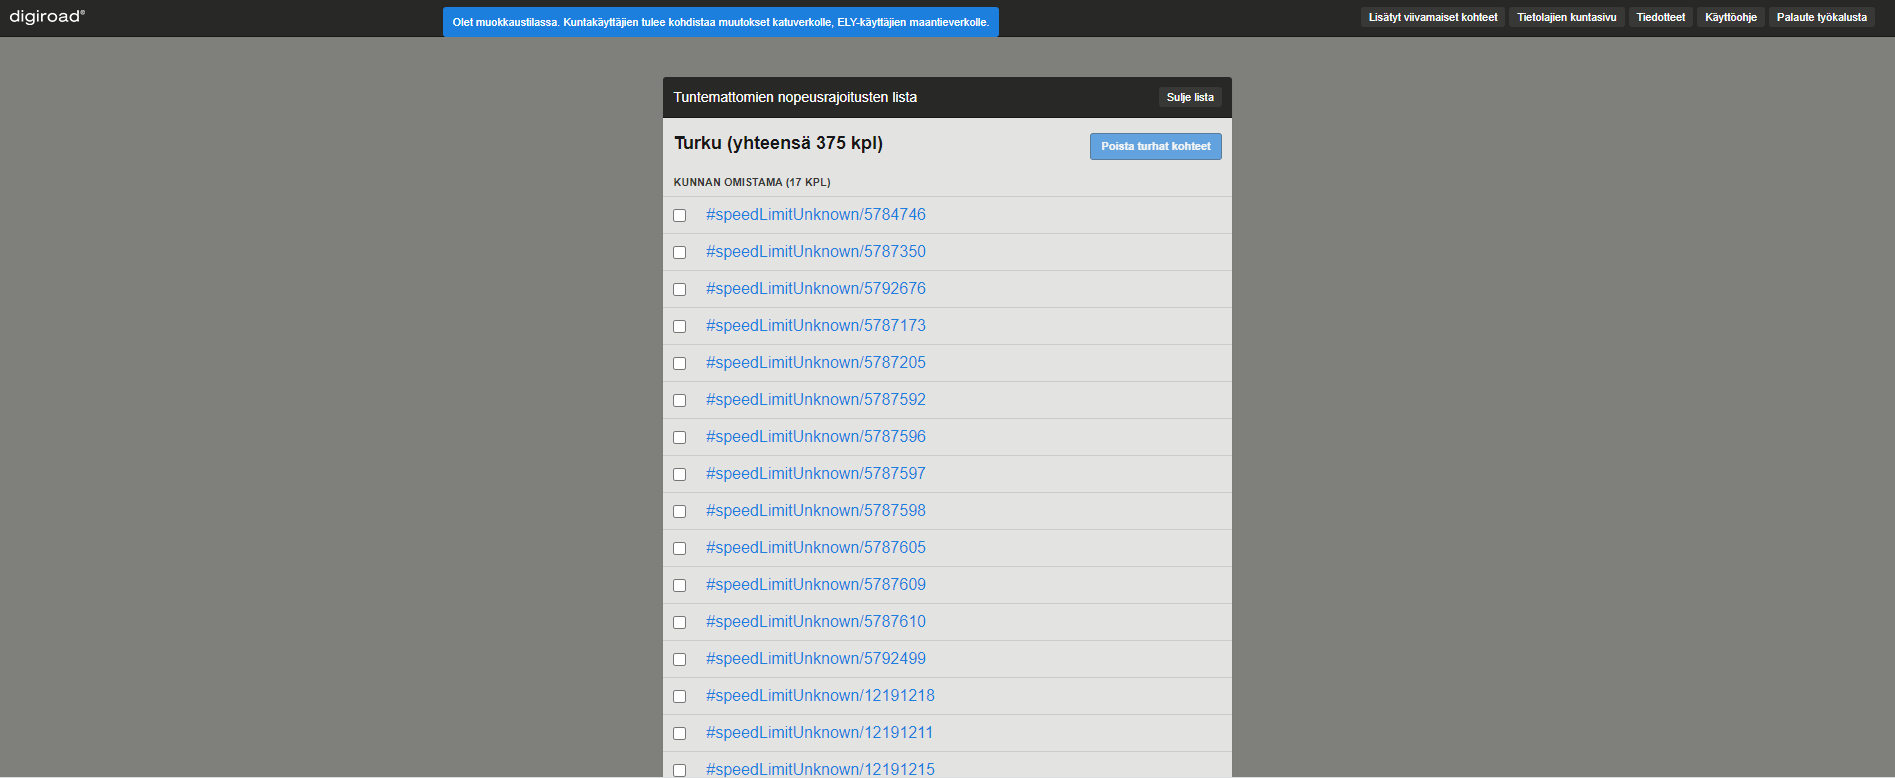 digiroad®
Olet muokkaustilassa. Kuntakäyttäjien tulee kohdistaa muutokset katuverkolle, ELY-käyttäjien maantieverkolle.
Lisätyt viivamaiset kohteet
Tietolajien kuntasivu
Tiedotteet
Käyttöohje
Palaute työkalusta
Tuntemattomien nopeusrajoitusten lista
Sulje lista
Turku (yhteensä 375 kpl)
Poista turhat kohteet
KUNNAN OMISTAMA (17 KPL)
#speedLimitUnknown/5784746
#speedLimitUnknown/5787350
#speedLimitUnknown/5792676
#speedLimitUnknown/5787173
#speedLimitUnknown/5787205
#speedLimitUnknown/5787592
#speedLimitUnknown/5787596
#speedLimitUnknown/5787597
#speedLimitUnknown/5787598
#speedLimitUnknown/5787605
#speedLimitUnknown/5787609
#speedLimitUnknown/5787610
#speedLimitUnknown/5792499
#speedLimitUnknown/12191218
#speedLimitUnknown/12191211
#speedLimitUnknown/12191215